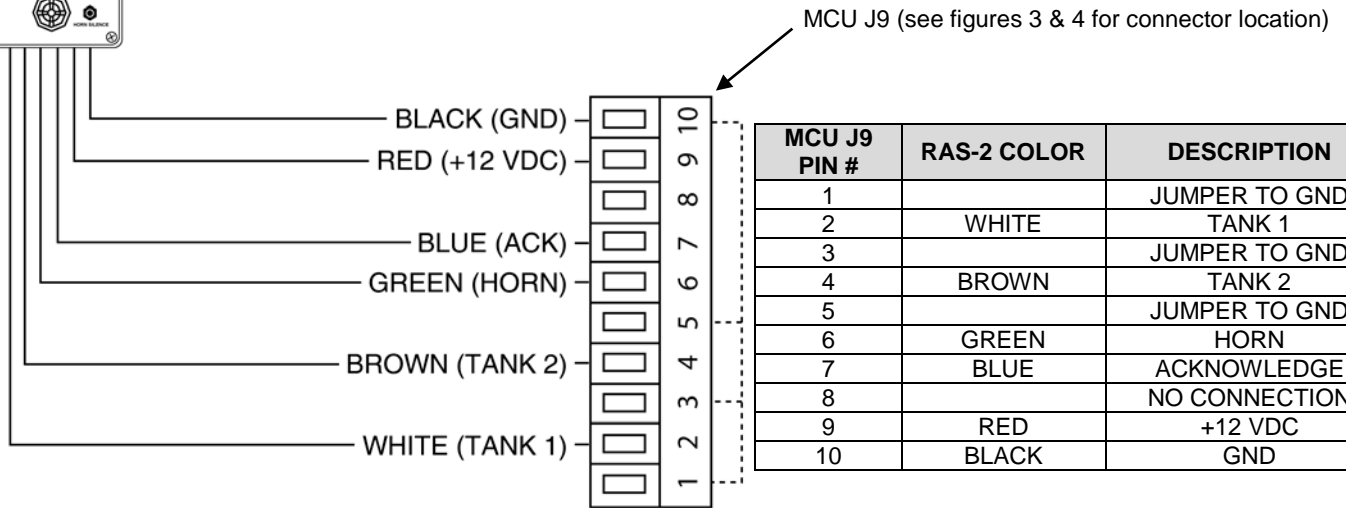 HORN SILENCE
MCU J9 (see figures 3 & 4 for connector location)
BLACK (GND)
RED (+12 VDC)
BLUE (ACK)
GREEN (HORN)
BROWN (TANK 2)
WHITE (TANK 1)
10
9
8
7
6
5
4
3
2
1
MCU J9 PIN # RAS-2 COLOR DESCRIPTION
1 JUMPER TO GND
2 WHITE TANK 1
3 JUMPER TO GND
4 BROWN TANK 2
5 JUMPER TO GND
6 GREEN HORN
7 BLUE ACKNOWLEDGE
8 NO CONNECTION
9 RED +12 VDC
10 BLACK GND